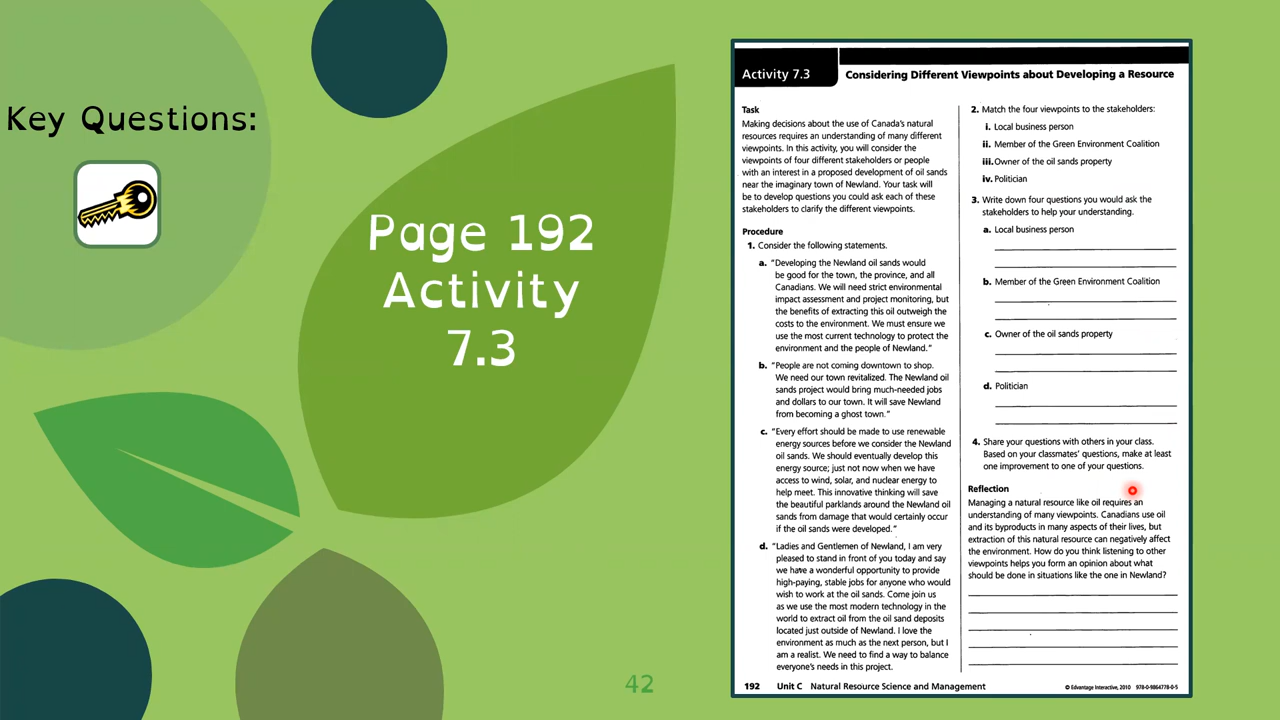 Key Questions:
Page 192
Activity
7.3
42
Activity 7.3
Considering Different Viewpoints about Developing a Resource
Task
Making decisions about the use of Canada's natural
resources requires an understanding of many different
viewpoints. In this activity, you will consider the
viewpoints of four different stakeholders or people
with an interest in a proposed development of oil sands
near the imaginary town of Newland. Your task will
be to develop questions you could ask each of these
stakeholders to clarify the different viewpoints.
Procedure
1. Consider the following statements.
a. "Developing the Newland oil sands would
be good for the town, the province, and all
Canadians. We will need strict environmental
impact assessment and project monitoring, but
the benefits of extracting this oil outweigh the
costs to the environment. We must ensure we
use the most current technology to protect the
environment and the people of Newland."
b. "People are not coming downtown to shop.
We need our town revitalized. The Newland oil
sands project would bring much-needed jobs
and dollars to our town. It will save Newland
from becoming a ghost town."
c. "Every effort should be made to use renewable
energy sources before we consider the Newland
oil sands. We should eventually develop this
energy source; just not now when we have
access to wind, solar, and nuclear energy to
help meet. This innovative thinking will save
the beautiful parklands around the Newland oil
sands from damage that would certainly occur
if the oil sands were developed."
d. "Ladies and Gentlemen of Newland, I am very
pleased to stand in front of you today and say
we have a wonderful opportunity to provide
high-paying, stable jobs for anyone who would
wish to work at the oil sands. Come join us
as we use the most modern technology in the
world to extract oil from the oil sand deposits
located just outside of Newland. I love the
environment as much as the next person, but I
am a realist. We need to find a way to balance
everyone's needs in this project.
2. Match the four viewpoints to the stakeholders:
i. Local business person
ii. Member of the Green Environment Coalition
iii. Owner of the oil sands property
iv. Politician
3. Write down four questions you would ask the
stakeholders to help your understanding.
a. Local business person
b. Member of the Green Environment Coalition
c. Owner of the oil sands property
d. Politician
4. Share your questions with others in your class.
Based on your classmates' questions, make at least
one improvement to one of your questions.
Reflection
Managing a natural resource like oil requires an
understanding of many viewpoints. Canadians use oil
and its byproducts in many aspects of their lives, but
extraction of this natural resource can negatively affect
the environment. How do you think listening to other
viewpoints helps you form an opinion about what
should be done in situations like the one in Newland?
192 Unit C Natural Resource Science and Management
© Edvantage Interactive, 2010 978-0-9864778-0-5